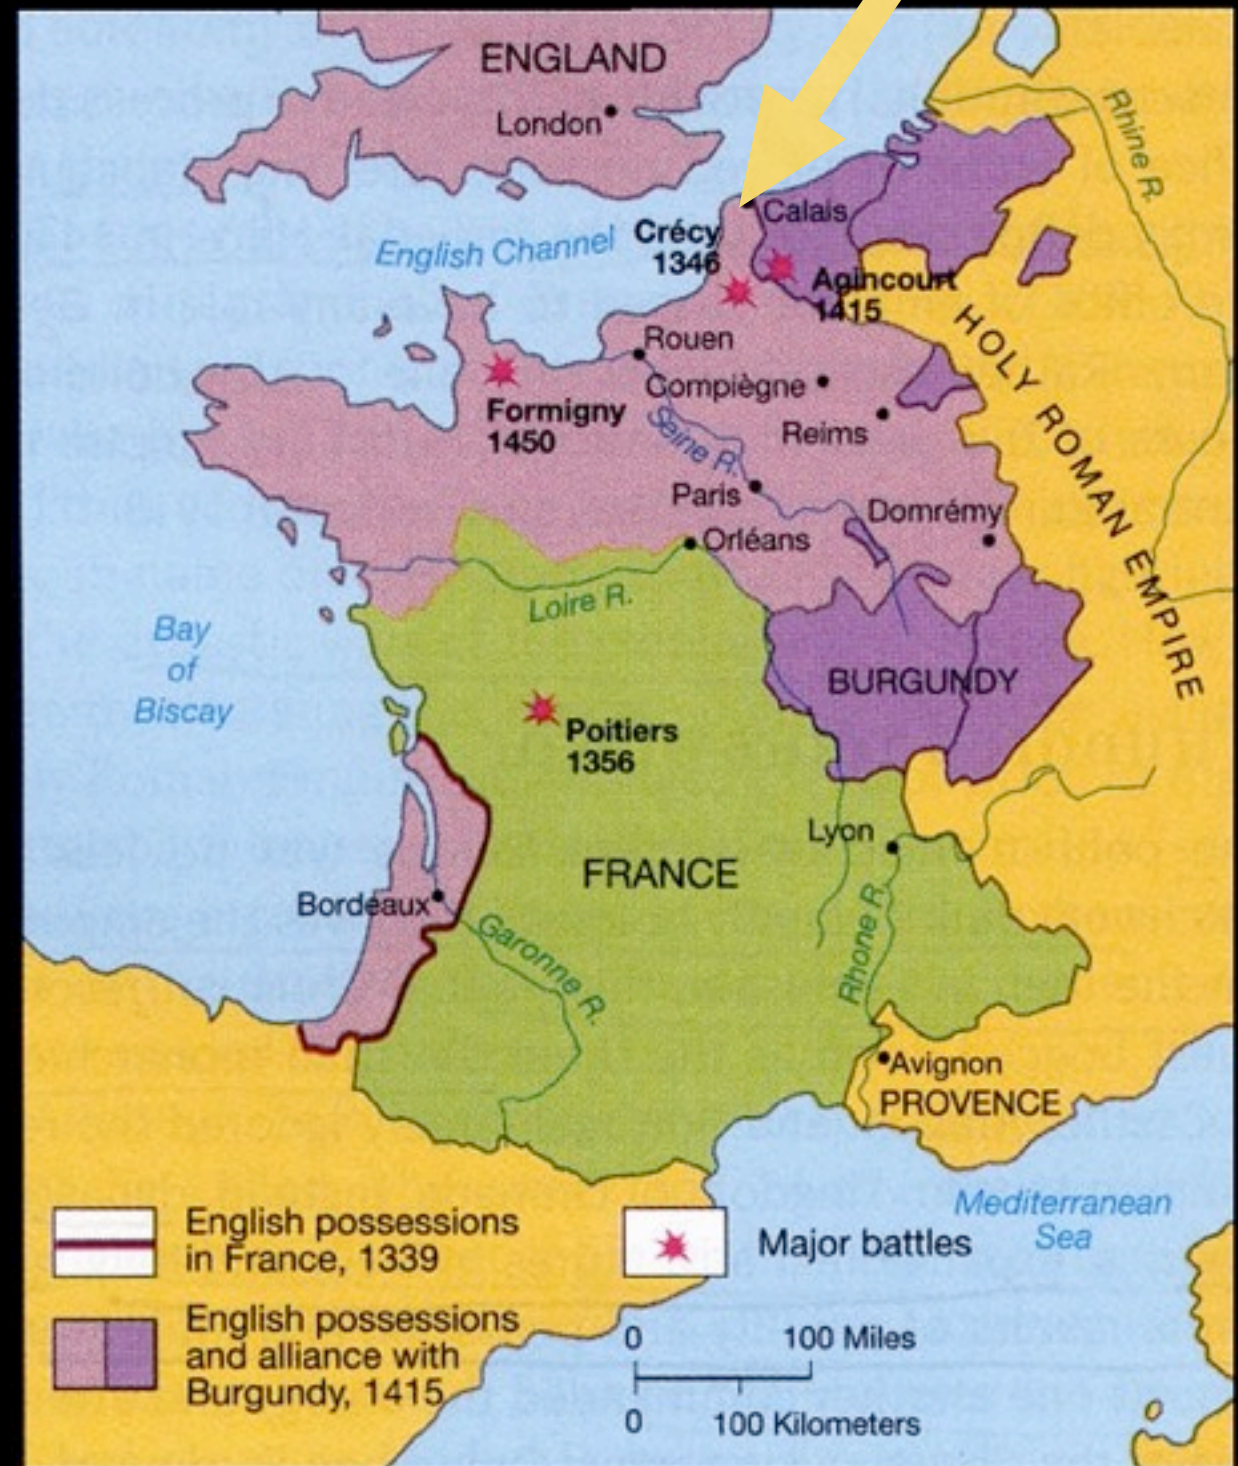 ENGLAND
London
Rhine R.
Calais
English Channel
Crécy
1346
Agincourt
1415
HOLY ROMAN EMPIRE
Rouen
Compiègne
Formigny
1450
Seine R.
Reims
Paris
Domrémy
Orléans
Loire R.
Bay
of
Biscay
BURGUNDY
Poitiers
1356
Lyon
FRANCE
Bordeaux
Garonne R.
Rhone R.
Avignon
PROVENCE
Mediterranean
Sea
English possessions
in France, 1339
Major battles
English possessions
and alliance with
Burgundy, 1415
0 100 Miles
0 100 Kilometers